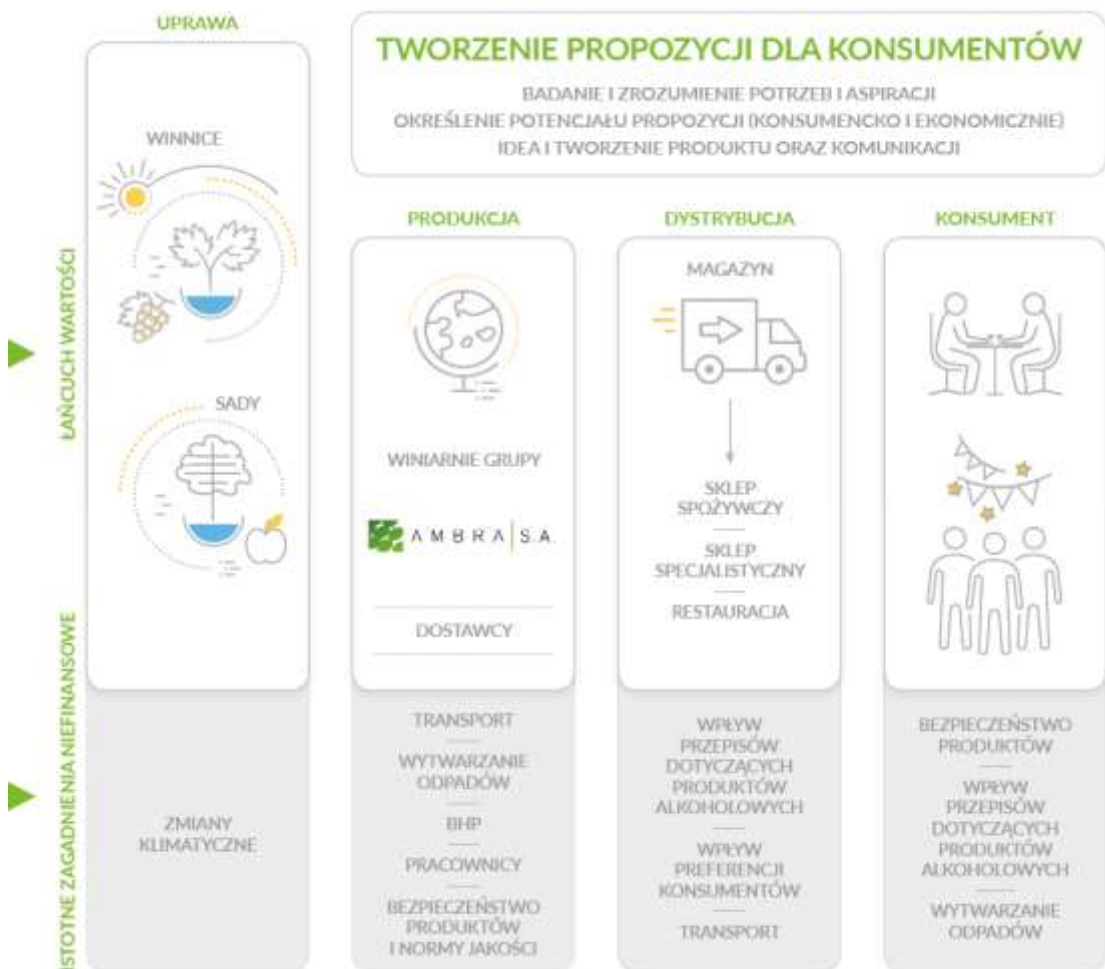 UPRAWA
WINNICE
SADY
TWORZENIE PROPOZYCJI DLA KONSUMENTÓW
BADANIE I ZROZUMIENIE POTRZEB I ASPIRACJI
OKREŚLENIE POTENCJAŁU PROPOZYCJI (KONSUMENCKO I EKONOMICZNIE)
IDEA I TWORZENIE PRODUKTU ORAZ KOMUNIKACJI
PRODUKCJA
WINIARNIE GRUPY
AMBRA S.A.
DOSTAWCY
DYSTRYBUCJA
MAGAZYN
SKLEP
SPOŻYWCZY
SKLEP
SPECJALISTYCZNY
RESTAURACJA
KONSUMENT
ŁAŃCUCH WARTOŚCI
ISTOTNE ZAGADNIENIA NIEFINANSOWE
ZMIANY
KLIMATYCZNE
TRANSPORT
WYTWARZANIE
ODPADÓW
BHP
PRACOWNICY
BEZPIECZEŃSTWO
PRODUKTÓW
I NORMY JAKOŚCI
WPŁYW
PRZEPISÓW
DOTYCZĄCYCH
PRODUKTÓW
ALKOHOLOWYCH
WPŁYW
PREFERENCJI
KONSUMENTÓW
TRANSPORT
BEZPIECZEŃSTWO
PRODUKTÓW
WPŁYW
PRZEPISÓW
DOTYCZĄCYCH
PRODUKTÓW
ALKOHOLOWYCH
WYTWARZANIE
ODPADÓW